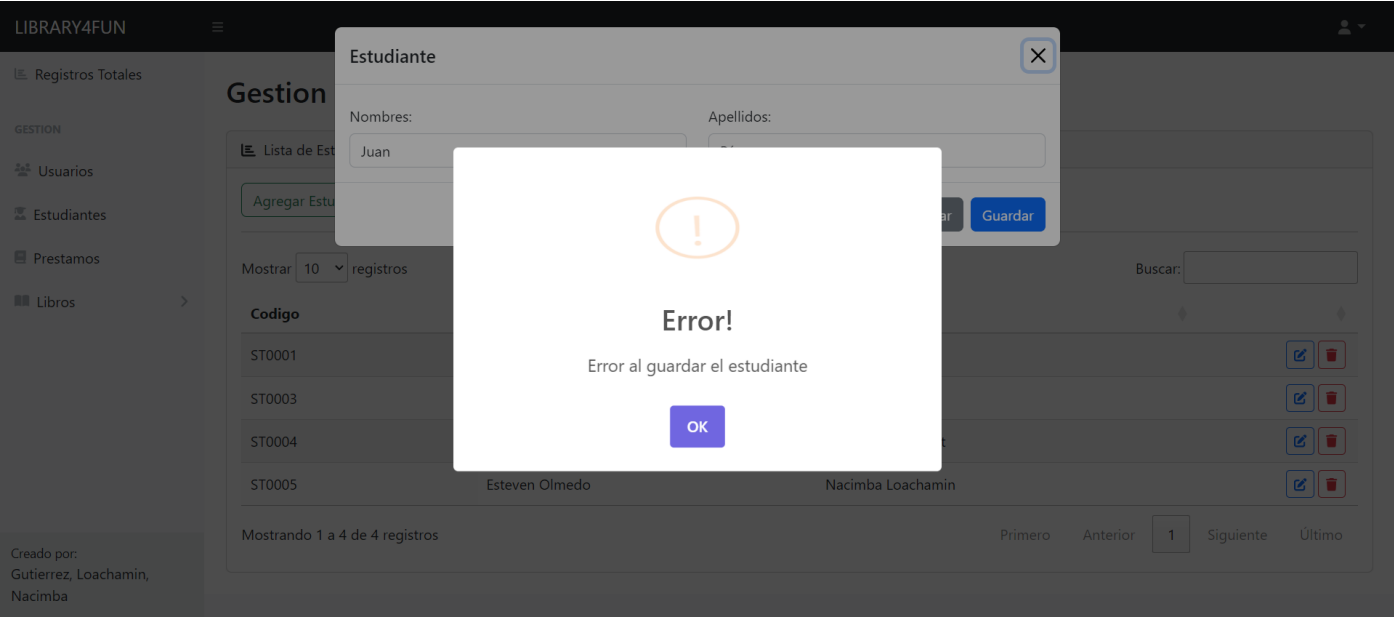 LIBRARY4FUN
Registros Totales
GESTION
Usuarios
Estudiantes
Prestamos
Libros
Creado por:
Gutierrez, Loachamin,
Nacimba
Gestion
Lista de Est
Agregar Estu
Mostrar 10 registros
Buscar:
Codigo
ST0001
ST0003
ST0004
ST0005 Esteven Olmedo Nacimba Loachamin
Mostrando 1 a 4 de 4 registros
Primero Anterior 1 Siguiente Último
Estudiante
Nombres: Apellidos:
Juan
ar Guardar
!
Error!
Error al guardar el estudiante
OK